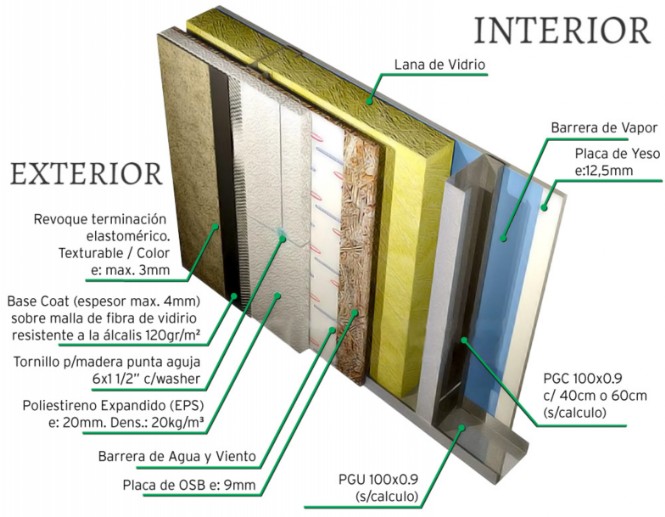 INTERIOR
Lana de Vidrio
Barrera de Vapor
Placa de Yeso
e:12,5mm
EXTERIOR
Revoque terminación
elastomérico.
Texturable / Color
e: max. 3mm
Base Coat (espesor max. 4mm)
sobre malla de fibra de vidirio
resistente a la álcalis 120gr/m²
Tornillo p/madera punta aguja
6x1 1/2" c/washer
Poliestireno Expandido (EPS)
e: 20mm. Dens.: 20kg/m³
Barrera de Agua y Viento
Placa de OSB e: 9mm
PGU 100x0.9
(s/calculo)
PGC 100x0.9
c/ 40cm o 60cm
(s/calculo)